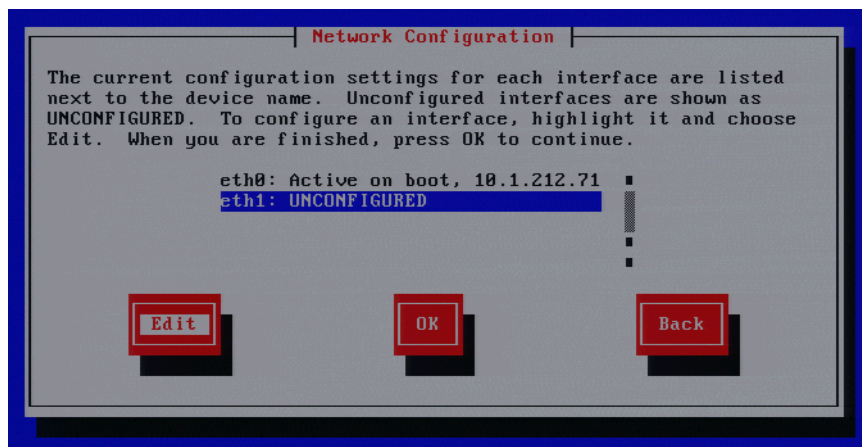 Network Configuration
The current configuration settings for each interface are listed
next to the device name.  Unconfigured interfaces are shown as
UNCONFIGURED.  To configure an interface, highlight it and choose
Edit.  When you are finished, press OK to continue.
eth0: Active on boot, 10.1.212.71
eth1: UNCONFIGURED
Edit OK Back